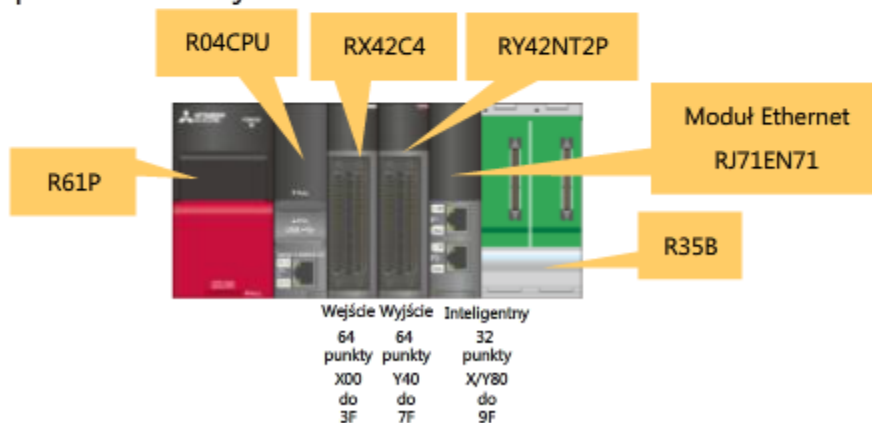 R04CPU
RX42C4
RY42NT2P
Moduł Ethernet
RJ71EN71
R61P
R35B
Wejście Wyjście Inteligentny
64 64 32
punkty punkty punkty
X00 Y40 X/Y80
do do do
3F 7F 9F